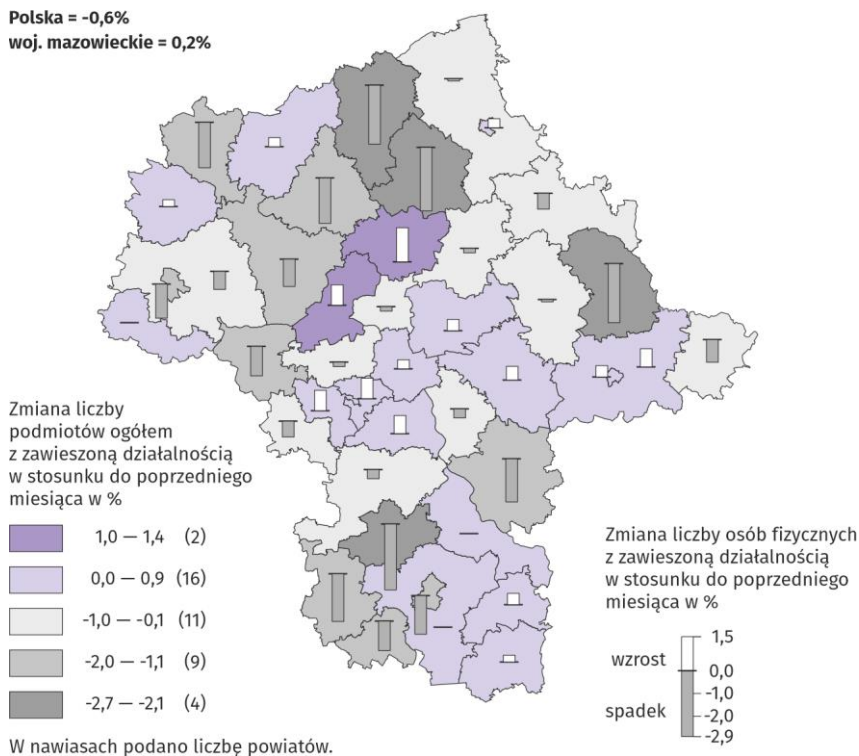 Polska = -0,6%
woj. mazowieckie = 0,2%
Zmiana liczby
podmiotów ogółem
z zawieszoną działalnością
w stosunku do poprzedniego
miesiąca w %
1,0 — 1,4 (2)
0,0 — 0,9 (16)
-1,0 — -0,1 (11)
-2,0 — -1,1 (9)
-2,7 — -2,1 (4)
W nawiasach podano liczbę powiatów.
Zmiana liczby osób fizycznych
z zawieszoną działalnością
w stosunku do poprzedniego
miesiąca w %
1,5
wzrost
0,0
-1,0
spadek
-2,0
-2,9